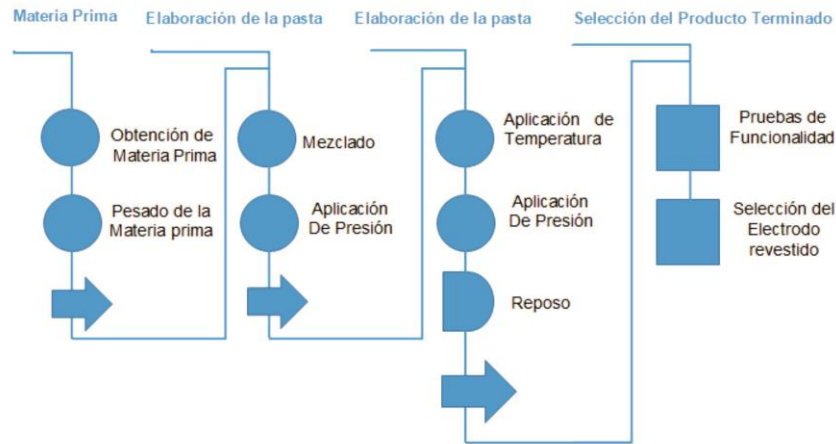 Materia Prima
Elaboración de la pasta
Elaboración de la pasta
Selección del Producto Terminado
Obtención de
Materia Prima
Pesado de la
Materia prima
Mezclado
Aplicación
De Presión
Aplicación de
Temperatura
Aplicación
De Presión
Reposo
Pruebas de
Funcionalidad
Selección del
Electrodo
revestido